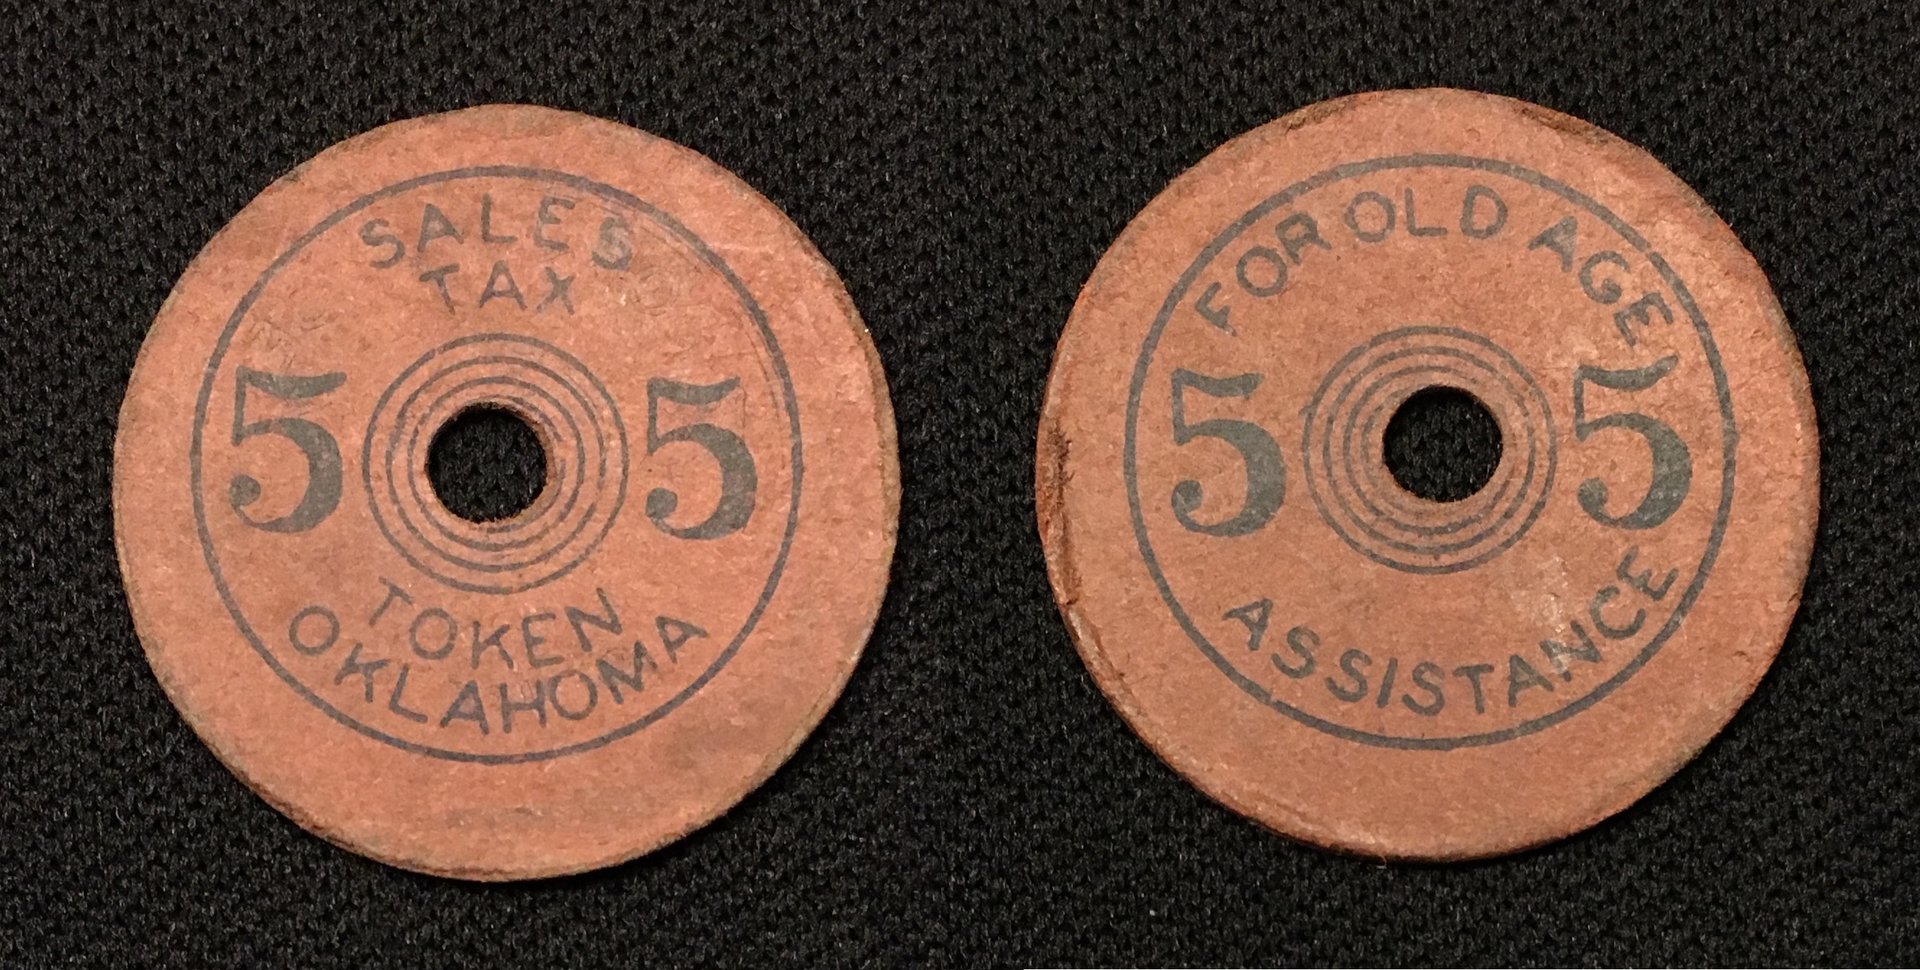 SALES
TAX
5 5
TOKEN
OKLAHOMA
FOR OLD AGE
5 5
ASSISTANCE